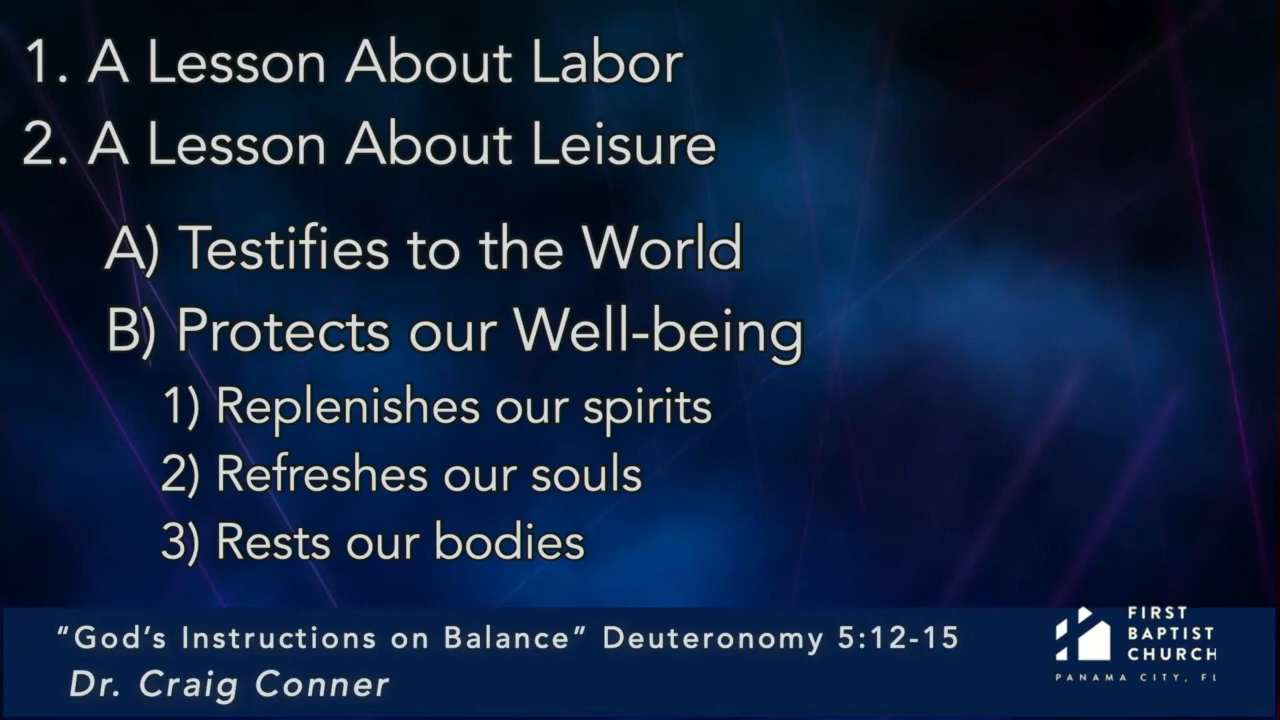 1. A Lesson About Labor
2. A Lesson About Leisure
A) Testifies to the World
B) Protects our Well-being
1) Replenishes our spirits
2) Refreshes our souls
3) Rests our bodies
“God’s Instructions on Balance” Deuteronomy 5:12-15
Dr. Craig Conner
FIRST
BAPTIST
CHURCH
PANAMA CITY, FL